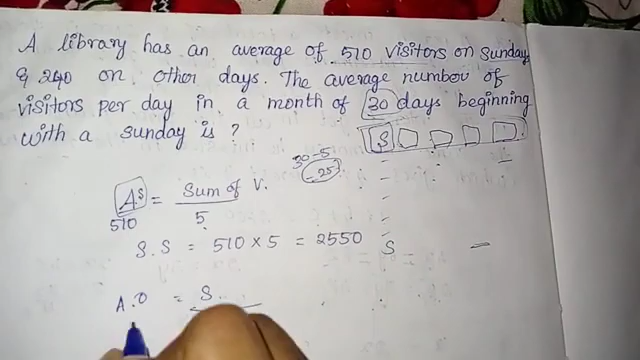 A library has an average of 510 visitors on Sunday
& 240 on other days. The average number of
visitors per day in a month of 30 days beginning
with a sunday is ?
S
30-5
= 25
As = Sum of V.
510 5
S.S = 510 × 5 = 2550 S
A.O = S